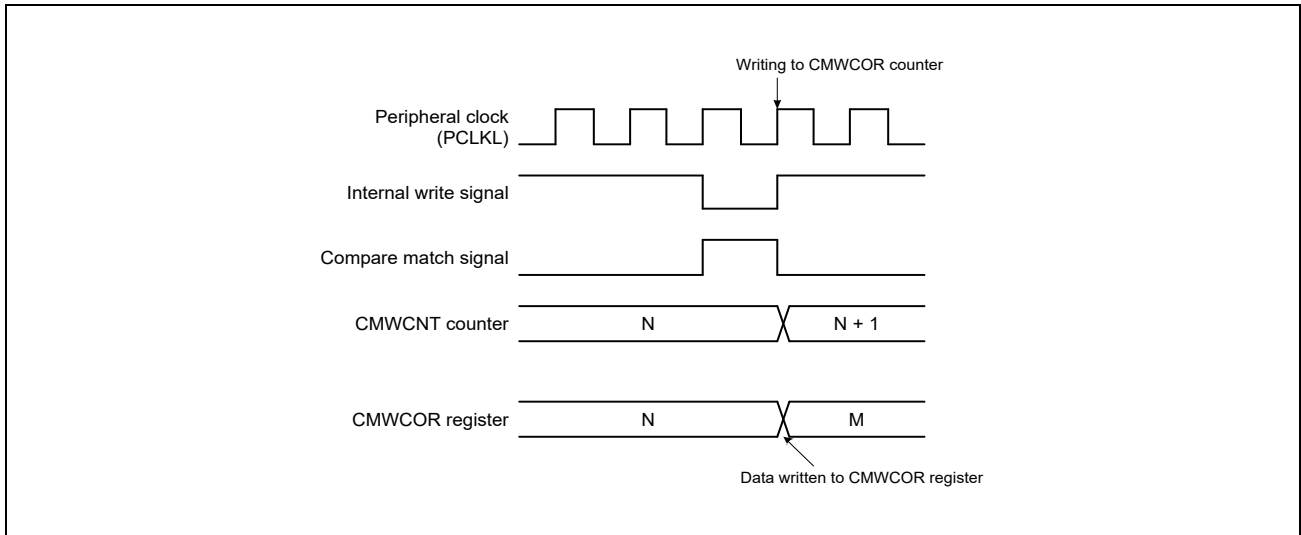 Writing to CMWCOR counter
Peripheral clock
(PCLKL)
Internal write signal
Compare match signal
CMWCNT counter
N
N + 1
CMWCOR register
N
M
Data written to CMWCOR register